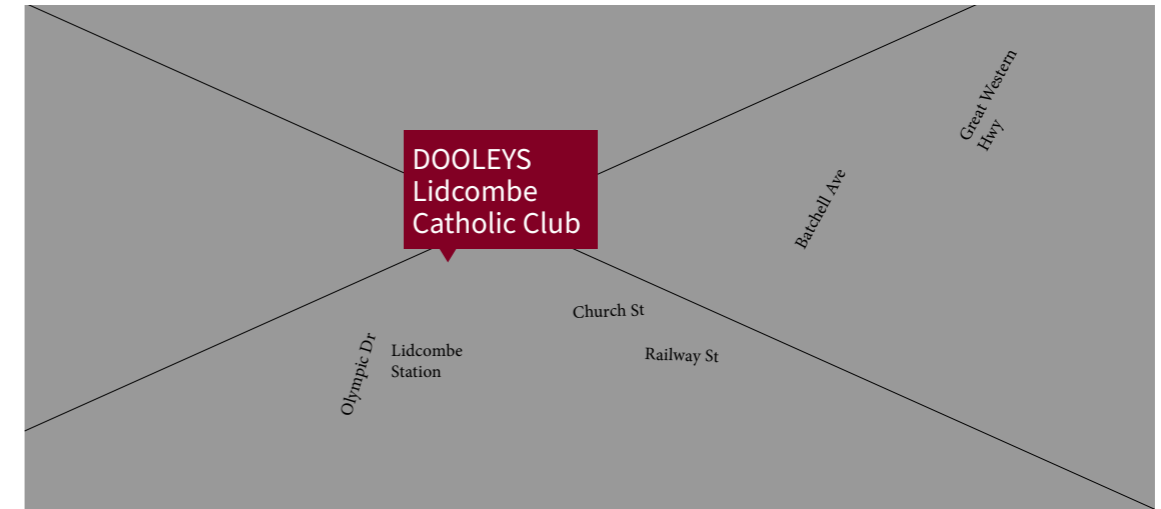 DOOLEYS
Lidcombe
Catholic Club
Great Western
Hwy
Batchell Ave
Church St
Railway St
Olympic Dr
Lidcombe
Station